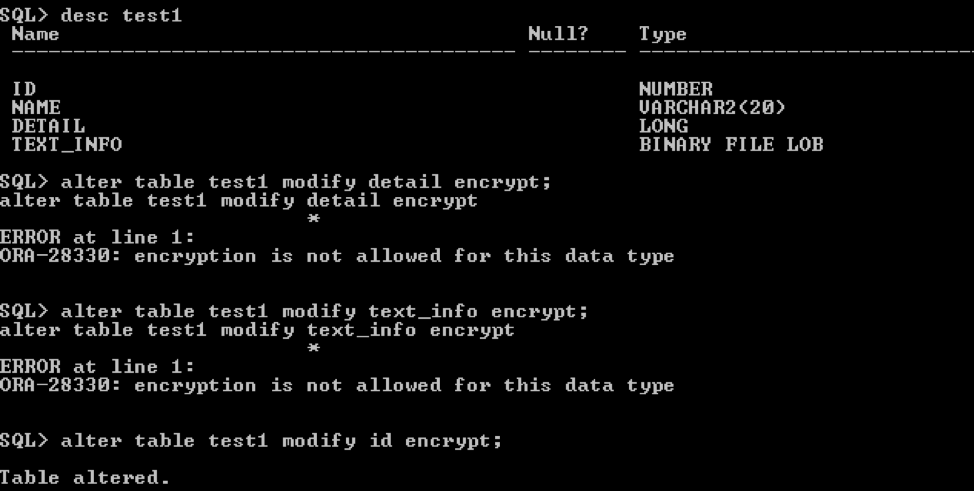 SQL> desc test1
Name Null? Type
----------------------------------------- -------- ----------------------------
ID NUMBER
NAME VARCHAR2(20)
DETAIL LONG
TEXT_INFO BINARY FILE LOB
SQL> alter table test1 modify detail encrypt;
alter table test1 modify detail encrypt
*
ERROR at line 1:
ORA-28330: encryption is not allowed for this data type
SQL> alter table test1 modify text_info encrypt;
alter table test1 modify text_info encrypt
*
ERROR at line 1:
ORA-28330: encryption is not allowed for this data type
SQL> alter table test1 modify id encrypt;
Table altered.